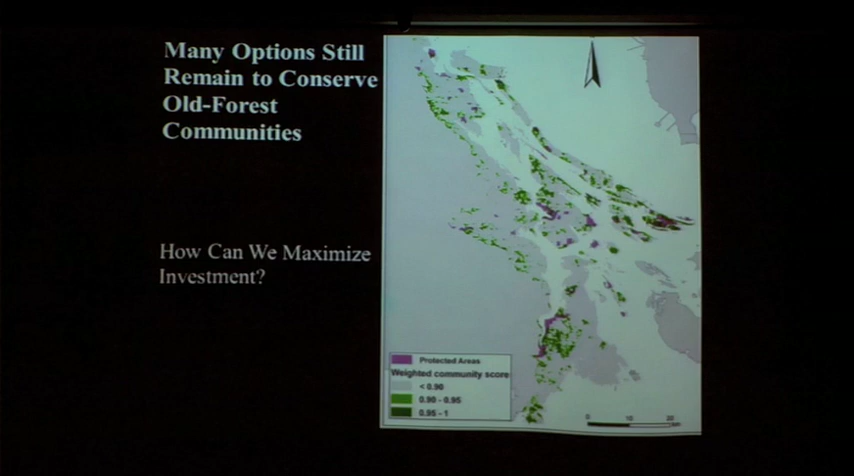 Many Options Still
Remain to Conserve
Old-Forest
Communities
How Can We Maximize
Investment?
Protected Areas
Weighted community score
< 0.90
0.90 - 0.95
0.95 - 1
0 10 20
km